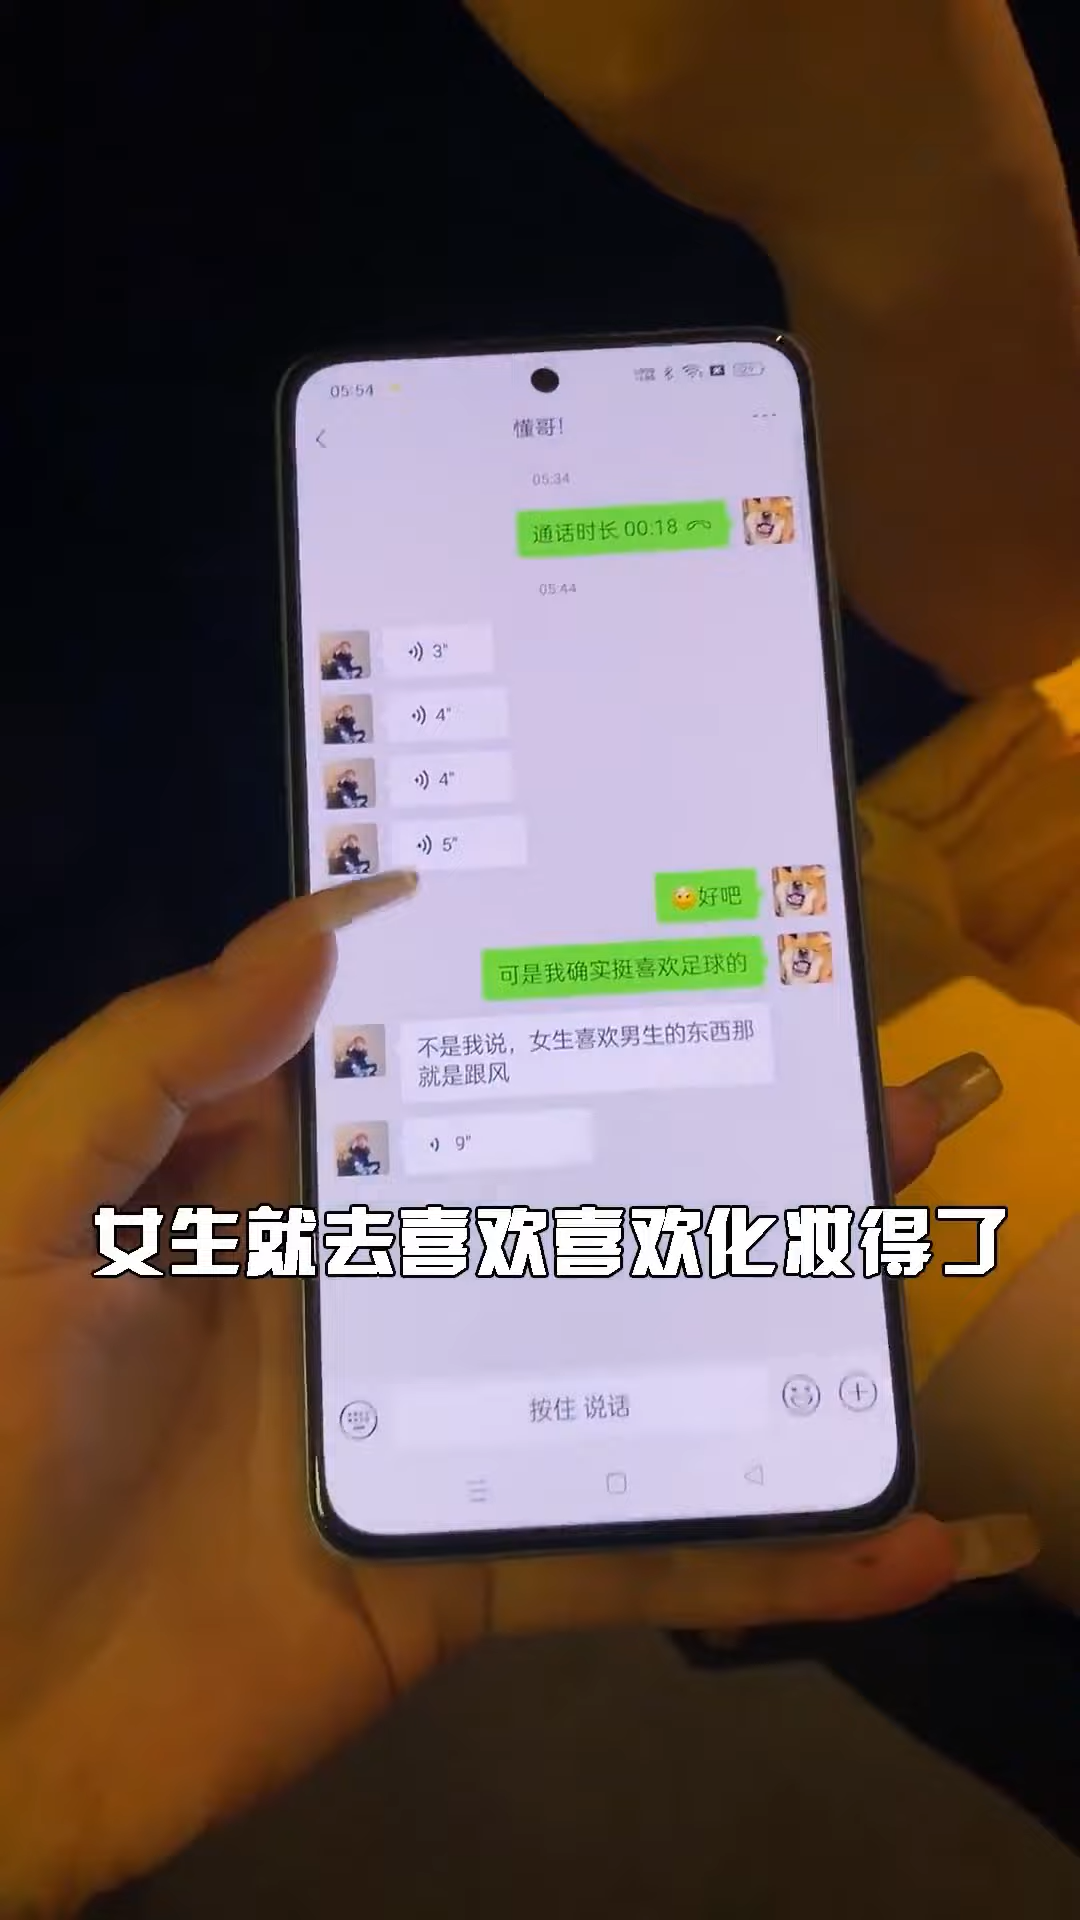 05:54
懂哥!
05:34
通话时长 00:18
05:44
3"
4"
4"
5"
好吧
可是我确实挺喜欢足球的
不是我说，女生喜欢男生的东西那
就是跟风
9"
女生就去喜欢喜欢化妆得了
按住 说话